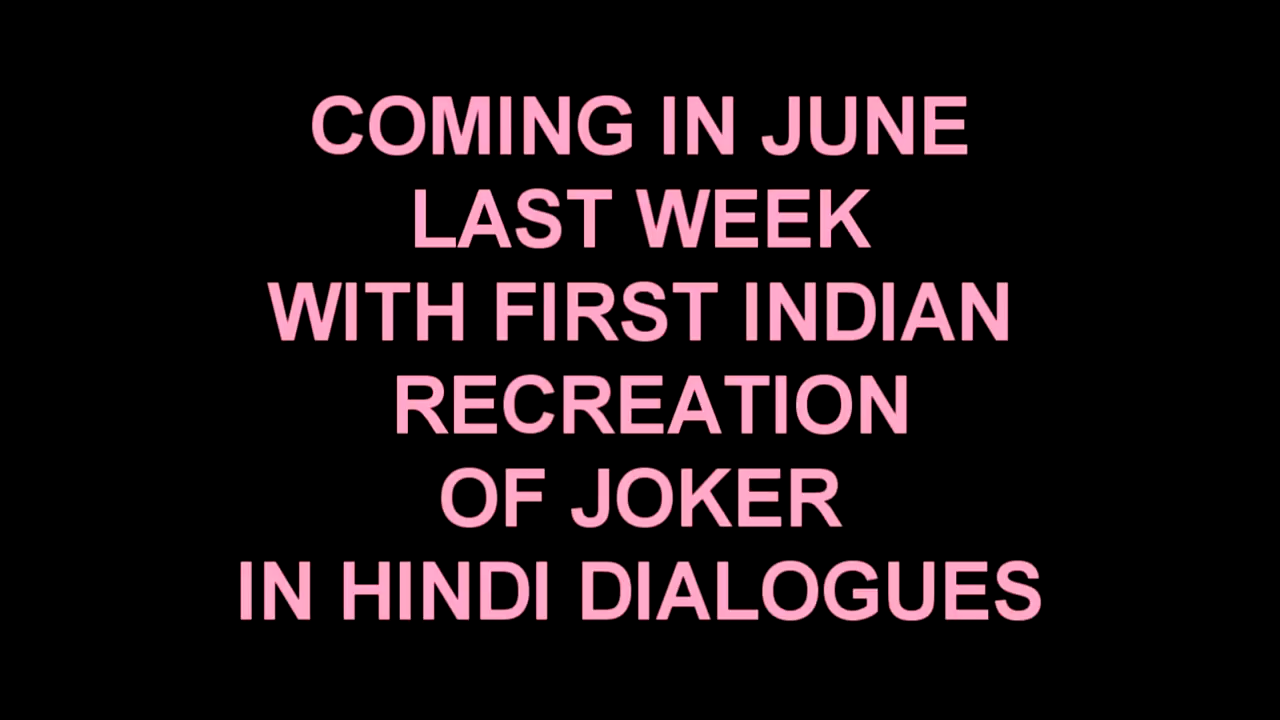 COMING IN JUNE
LAST WEEK
WITH FIRST INDIAN
RECREATION
OF JOKER
IN HINDI DIALOGUES